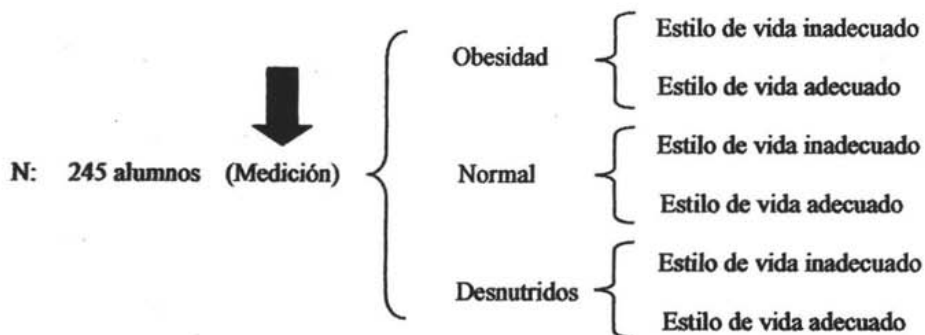 Estilo de vida inadecuado
Obesidad
Estilo de vida adecuado
Estilo de vida inadecuado
N: 245 alumnos (Medición)
Normal
Estilo de vida adecuado
Estilo de vida inadecuado
Desnutridos
Estilo de vida adecuado